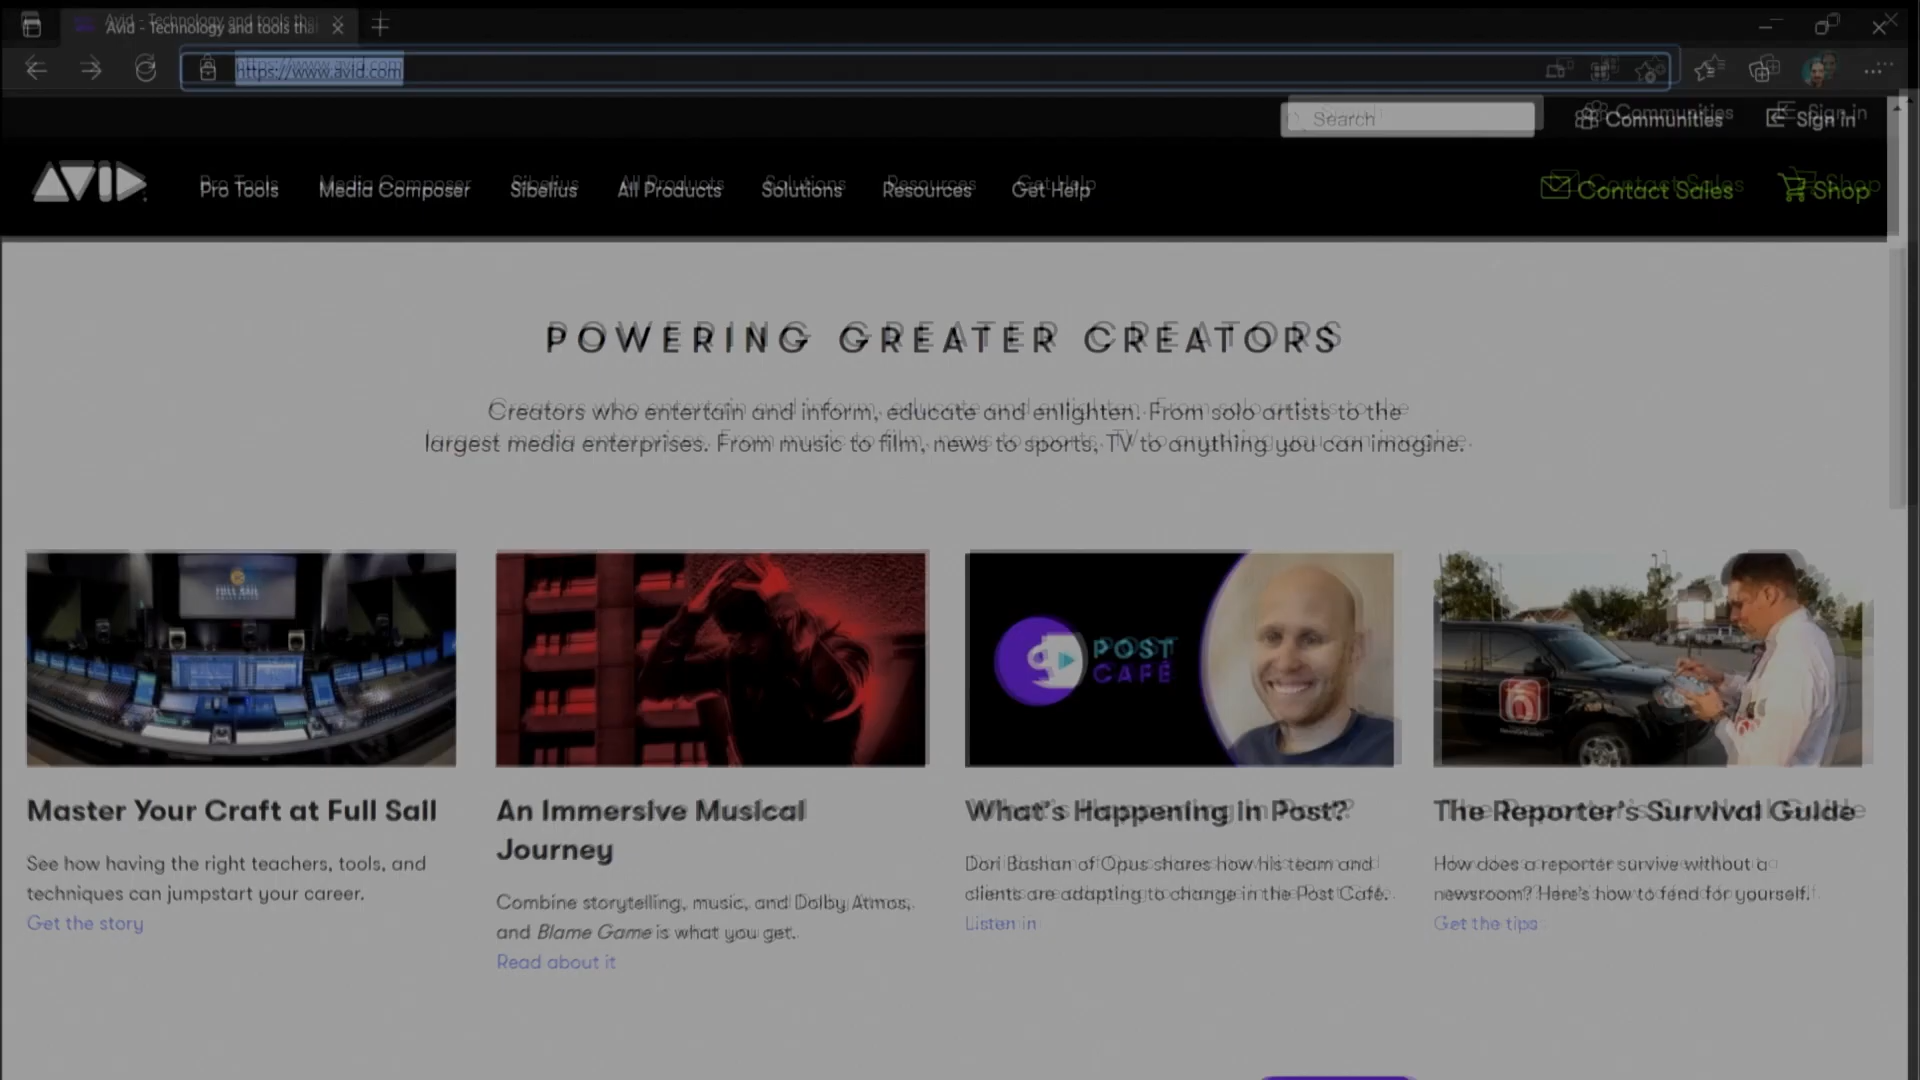 Avid - Technology and tools tha
https://www.avid.com
Search
Communities
Sign in
AVID
Pro Tools
Media Composer
Sibelius
All Products
Solutions
Resources
Get Help
Contact Sales
Shop
POWERING GREATER CREATORS
Creators who entertain and inform, educate and enlighten. From solo artists to the
largest media enterprises. From music to film, news to sports, TV to anything you can imagine.
FULL SAIL
POST
CAFÉ
Master Your Craft at Full Sail
See how having the right teachers, tools, and
techniques can jumpstart your career.
Get the story
An Immersive Musical
Journey
Combine storytelling, music, and Dolby Atmos,
and Blame Game is what you get.
Read about it
What's Happening in Post?
Dori Bashan of Opus shares how his team and
clients are adapting to change in the Post Café.
Listen in
The Reporter's Survival Guide
How does a reporter survive without a
newsroom? Here's how to fend for yourself.
Get the tips